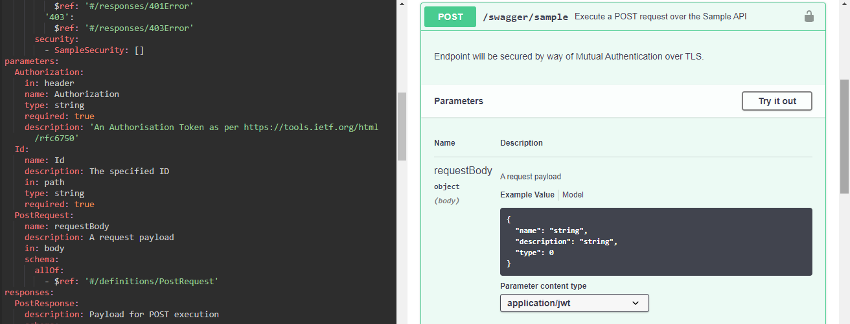 $ref: '#/responses/401Error'
'403':
$ref: '#/responses/403Error'
security:
- SampleSecurity: []
parameters:
Authorization:
in: header
name: Authorization
type: string
required: true
description: 'An Authorisation Token as per https://tools.ietf.org/html
/rfc6750'
Id:
name: Id
description: The specified ID
in: path
type: string
required: true
PostRequest:
name: requestBody
description: A request payload
in: body
schema:
allOf:
- $ref: '#/definitions/PostRequest'
responses:
PostResponse:
description: Payload for POST execution
POST /swagger/sample Execute a POST request over the Sample API
Endpoint will be secured by way of Mutual Authentication over TLS.
Parameters Try it out
Name Description
requestBody
object
(body)
A request payload
Example Value Model
{
"name": "string",
"description": "string",
"type": 0
}
Parameter content type
application/jwt